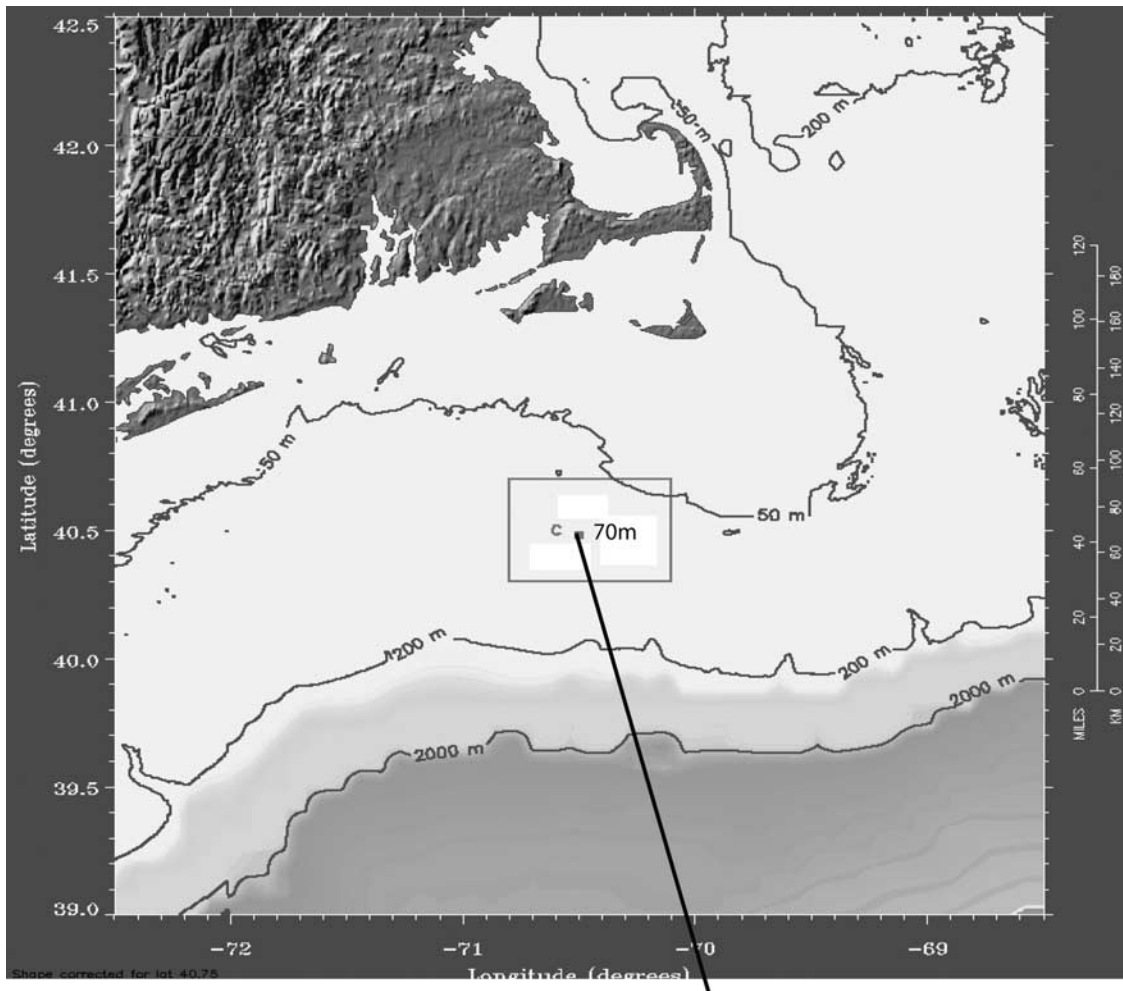 42.5
50 m
200 m
42.0
41.5
120
180
100
160
80
140
120
60
100
40
80
60
20
40
20
0
0
MILES
KM
Latitude (degrees)
41.0
50 m
50 m
40.5
C
70m
40.0
200 m
200 m
2000 m
2000 m
39.5
39.0
-72
-71
-70
-69
Longitude (degrees)
Shape corrected for lat 40.75